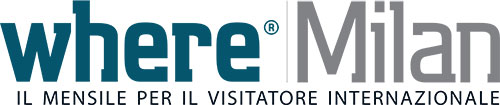 where® Milan
IL MENSILE PER IL VISITATORE INTERNAZIONALE